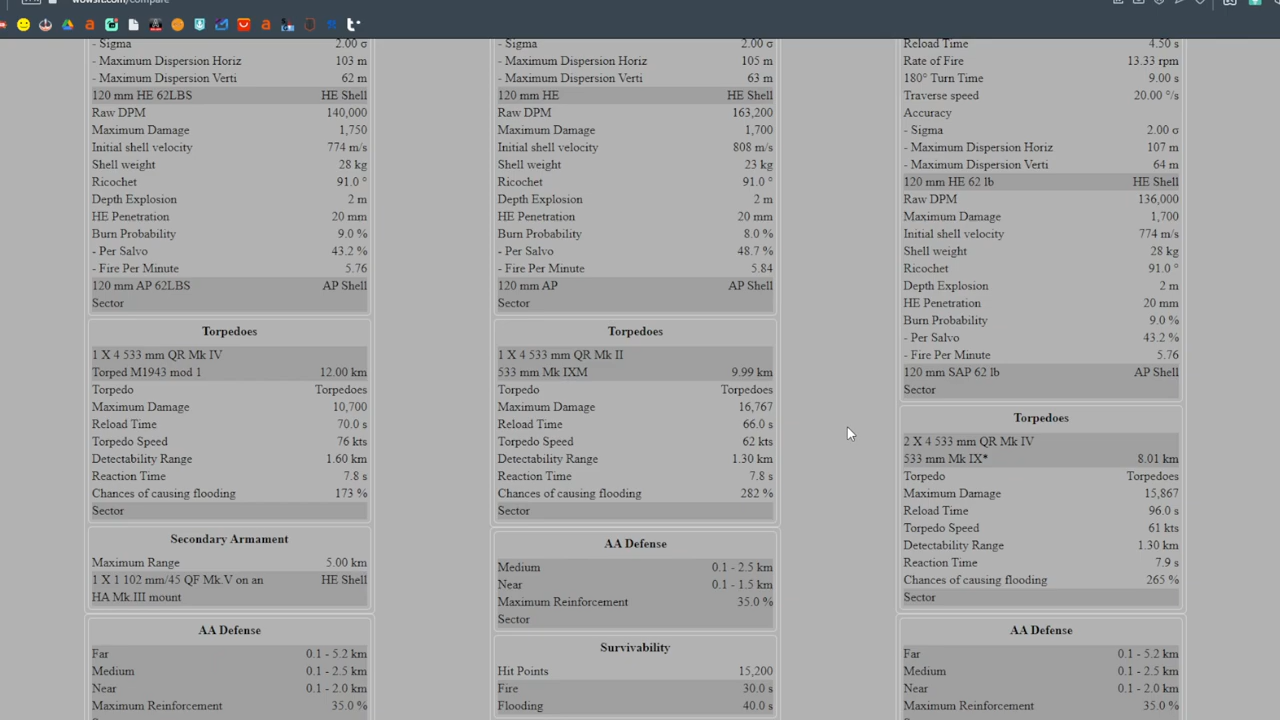 wowsft.com/compare
- Sigma 2.00 σ
- Maximum Dispersion Horiz 103 m
- Maximum Dispersion Verti 62 m
120 mm HE 62LBS HE Shell
Raw DPM 140,000
Maximum Damage 1,750
Initial shell velocity 774 m/s
Shell weight 28 kg
Ricochet 91.0 °
Depth Explosion 2 m
HE Penetration 20 mm
Burn Probability 9.0 %
- Per Salvo 43.2 %
- Fire Per Minute 5.76
120 mm AP 62LBS AP Shell
Sector
Torpedoes
1 X 4 533 mm QR Mk IV
Torped M1943 mod 1 12.00 km
Torpedo Torpedoes
Maximum Damage 10,700
Reload Time 70.0 s
Torpedo Speed 76 kts
Detectability Range 1.60 km
Reaction Time 7.8 s
Chances of causing flooding 173 %
Sector
Secondary Armament
Maximum Range 5.00 km
1 X 1 102 mm/45 QF Mk.V on an HE Shell
HA Mk.III mount
AA Defense
Far 0.1 - 5.2 km
Medium 0.1 - 2.5 km
Near 0.1 - 2.0 km
Maximum Reinforcement 35.0 %
- Sigma 2.00 σ
- Maximum Dispersion Horiz 105 m
- Maximum Dispersion Verti 63 m
120 mm HE HE Shell
Raw DPM 163,200
Maximum Damage 1,700
Initial shell velocity 808 m/s
Shell weight 23 kg
Ricochet 91.0 °
Depth Explosion 2 m
HE Penetration 20 mm
Burn Probability 8.0 %
- Per Salvo 48.7 %
- Fire Per Minute 5.84
120 mm AP AP Shell
Sector
Torpedoes
1 X 4 533 mm QR Mk II
533 mm Mk IXM 9.99 km
Torpedo Torpedoes
Maximum Damage 16,767
Reload Time 66.0 s
Torpedo Speed 62 kts
Detectability Range 1.30 km
Reaction Time 7.8 s
Chances of causing flooding 282 %
Sector
AA Defense
Medium 0.1 - 2.5 km
Near 0.1 - 1.5 km
Maximum Reinforcement 35.0 %
Sector
Survivability
Hit Points 15,200
Fire 30.0 s
Flooding 40.0 s
Reload Time 4.50 s
Rate of Fire 13.33 rpm
180° Turn Time 9.00 s
Traverse speed 20.00 °/s
Accuracy
- Sigma 2.00 σ
- Maximum Dispersion Horiz 107 m
- Maximum Dispersion Verti 64 m
120 mm HE 62 lb HE Shell
Raw DPM 136,000
Maximum Damage 1,700
Initial shell velocity 774 m/s
Shell weight 28 kg
Ricochet 91.0 °
Depth Explosion 2 m
HE Penetration 20 mm
Burn Probability 9.0 %
- Per Salvo 43.2 %
- Fire Per Minute 5.76
120 mm SAP 62 lb AP Shell
Sector
Torpedoes
2 X 4 533 mm QR Mk IV
533 mm Mk IX* 8.01 km
Torpedo Torpedoes
Maximum Damage 15,867
Reload Time 96.0 s
Torpedo Speed 61 kts
Detectability Range 1.30 km
Reaction Time 7.9 s
Chances of causing flooding 265 %
Sector
AA Defense
Far 0.1 - 5.2 km
Medium 0.1 - 2.5 km
Near 0.1 - 2.0 km
Maximum Reinforcement 35.0 %